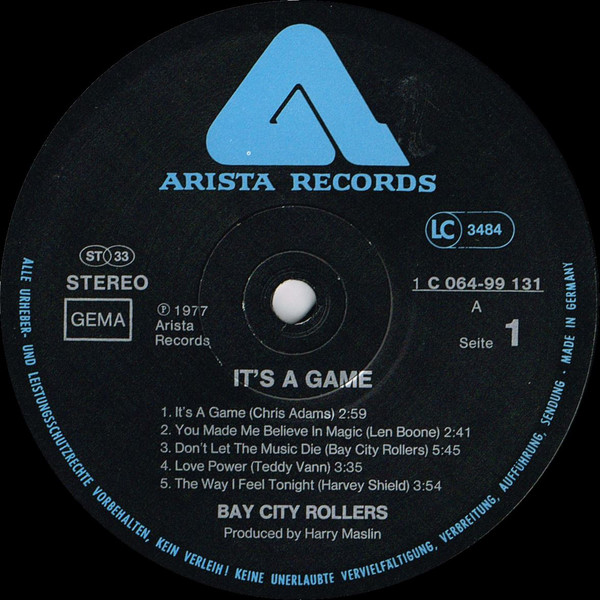 ARISTA RECORDS
LC 3484
ST 33
STEREO
GEMA
℗ 1977
Arista
Records
1 C 064-99 131
A
Seite 1
IT'S A GAME
1. It's A Game (Chris Adams) 2:59
2. You Made Me Believe In Magic (Len Boone) 2:41
3. Don't Let The Music Die (Bay City Rollers) 5:45
4. Love Power (Teddy Vann) 3:35
5. The Way I Feel Tonight (Harvey Shield) 3:54
BAY CITY ROLLERS
Produced by Harry Maslin
ALLE URHEBER- UND LEISTUNGSSCHUTZRECHTE VORBEHALTEN, KEIN VERLEIH! KEINE UNERLAUBTE VERVIELFÄLTIGUNG, VERBREITUNG, AUFFÜHRUNG, SENDUNG · MADE IN GERMANY